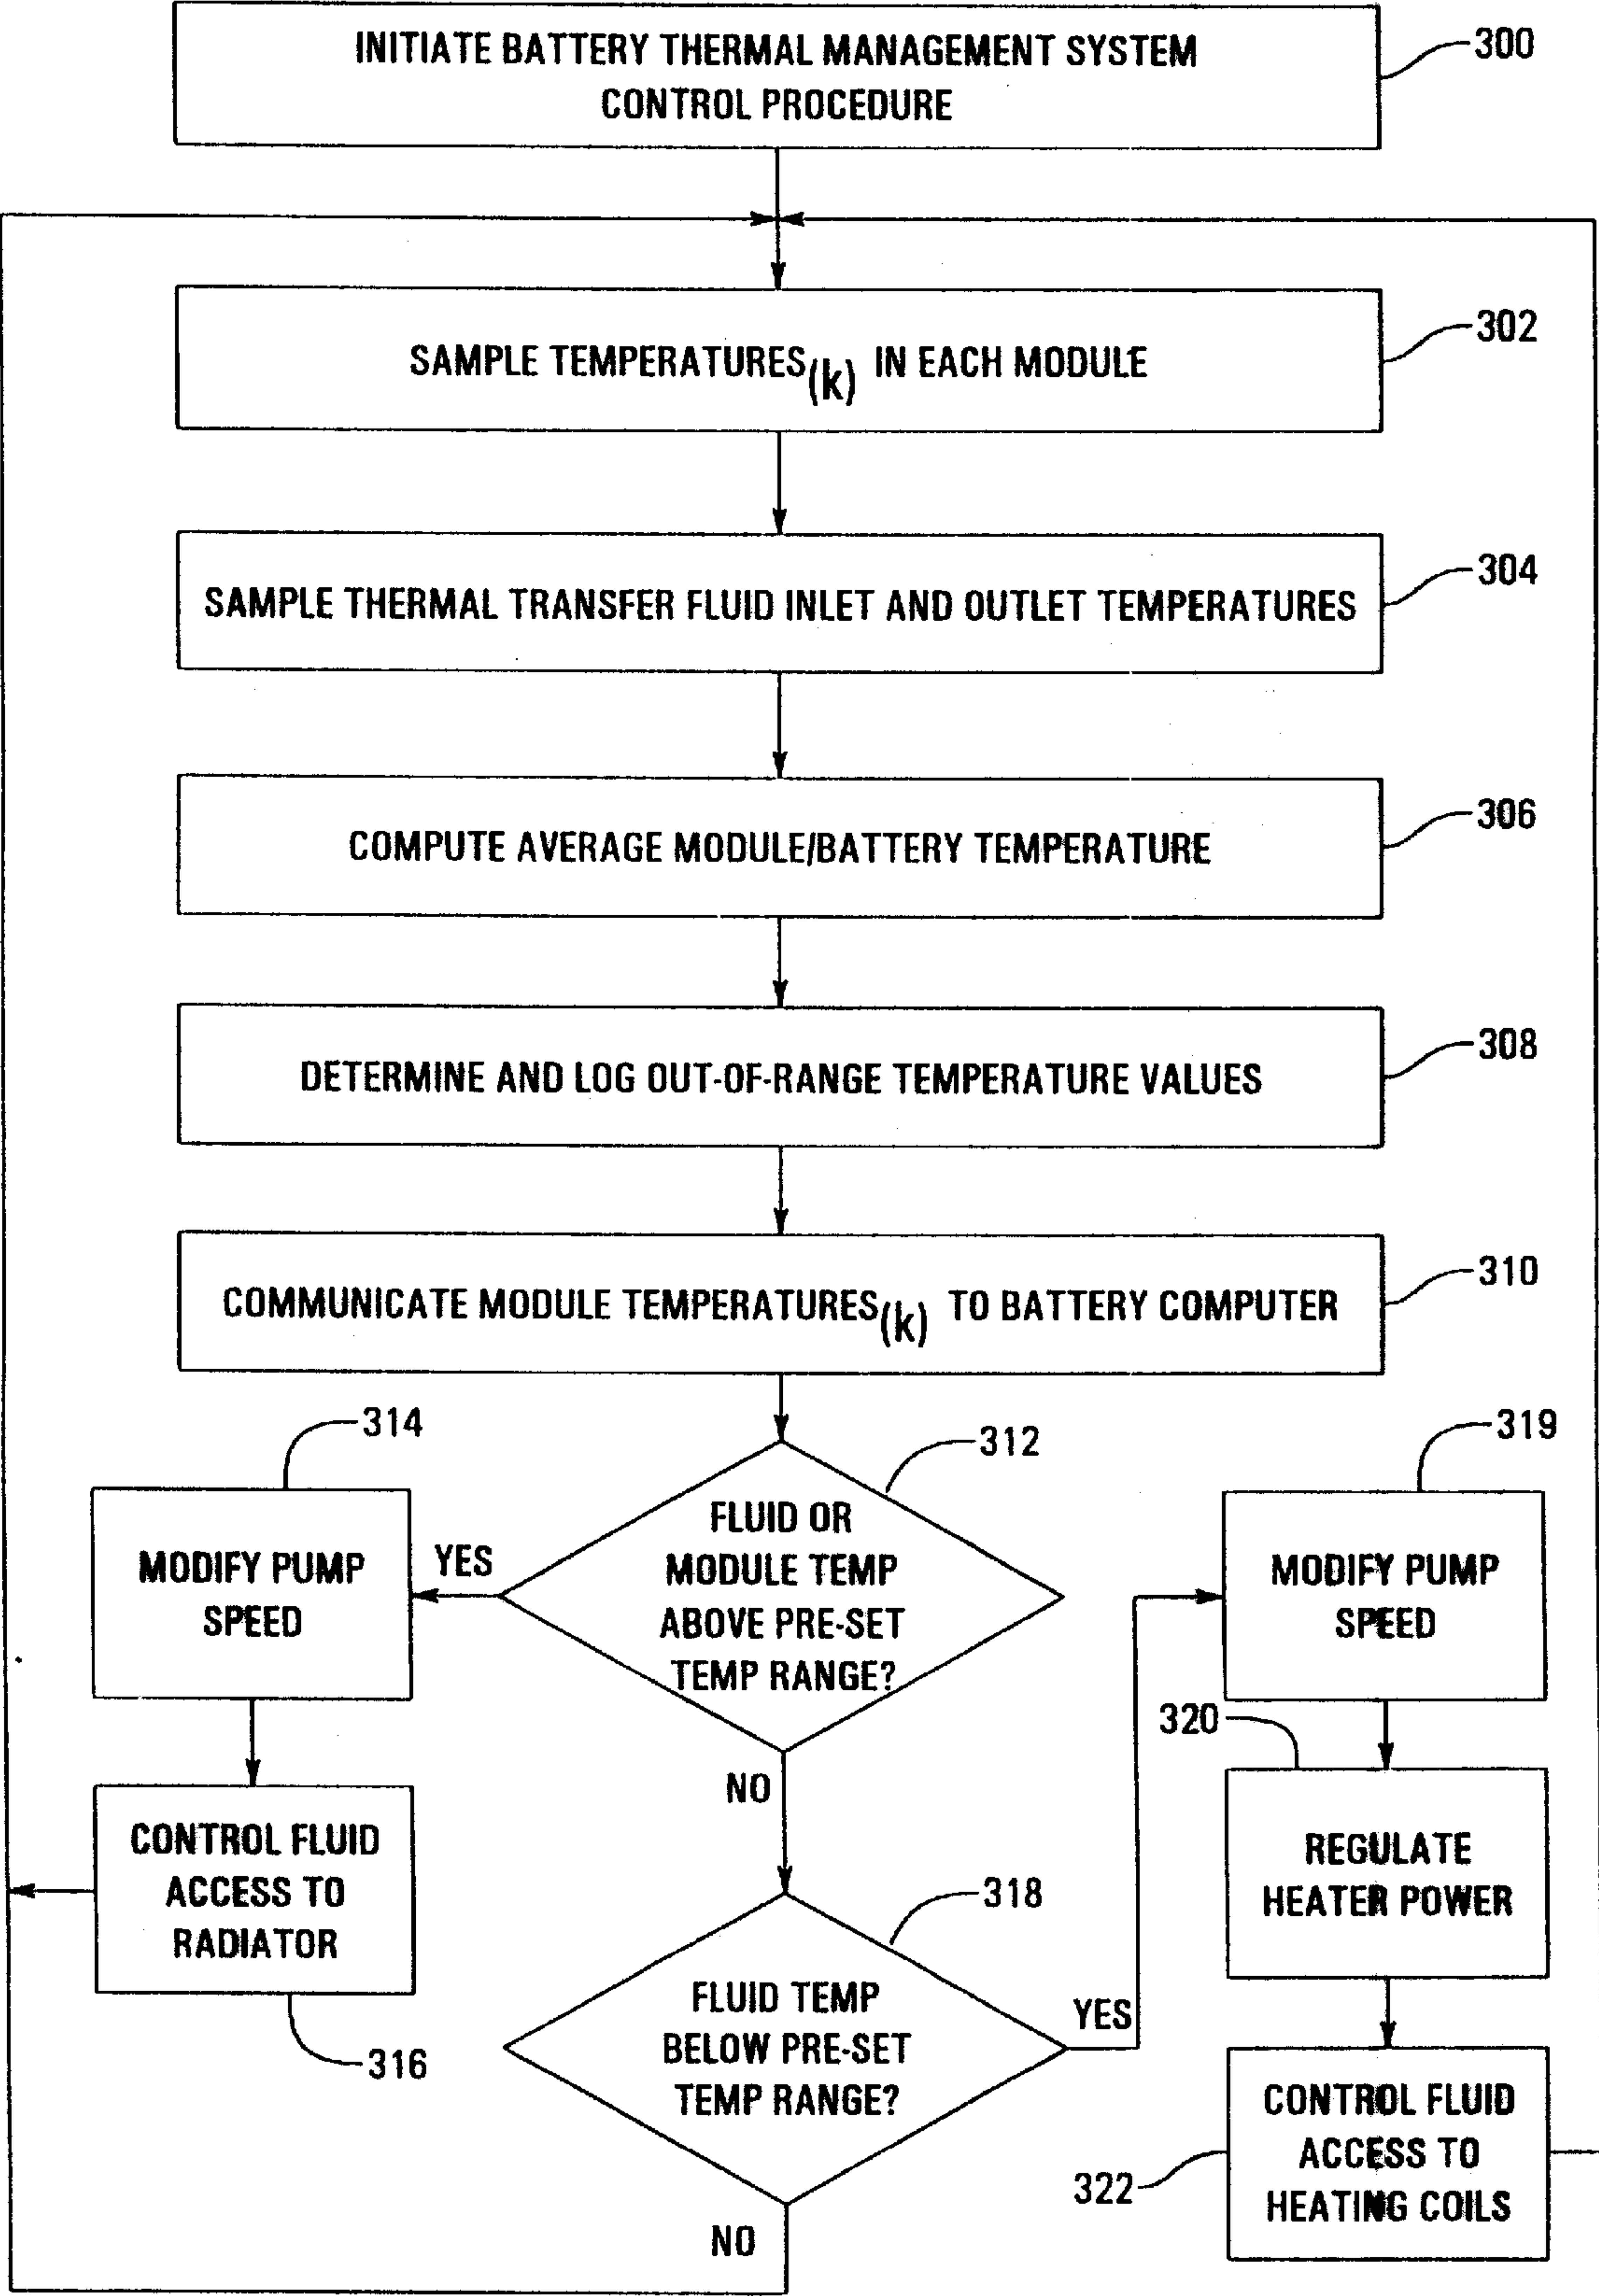 INITIATE BATTERY THERMAL MANAGEMENT SYSTEM
CONTROL PROCEDURE
300
SAMPLE TEMPERATURES(k) IN EACH MODULE
302
SAMPLE THERMAL TRANSFER FLUID INLET AND OUTLET TEMPERATURES
304
COMPUTE AVERAGE MODULE/BATTERY TEMPERATURE
306
DETERMINE AND LOG OUT-OF-RANGE TEMPERATURE VALUES
308
COMMUNICATE MODULE TEMPERATURES(k) TO BATTERY COMPUTER
310
312
FLUID OR
MODULE TEMP
ABOVE PRE-SET
TEMP RANGE?
YES
NO
314
MODIFY PUMP
SPEED
CONTROL FLUID
ACCESS TO
RADIATOR
316
318
FLUID TEMP
BELOW PRE-SET
TEMP RANGE?
YES
NO
319
MODIFY PUMP
SPEED
320
REGULATE
HEATER POWER
CONTROL FLUID
ACCESS TO
HEATING COILS
322